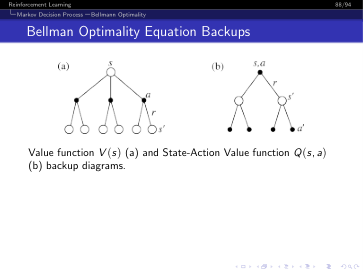 Reinforcement Learning 88/94
Markov Decision Process
Bellman Optimality
Bellman Optimality Equation Backups
(a) s (b) s,a
r
a s'
r
s' a'
Value function V(s) (a) and State-Action Value function Q(s, a)
(b) backup diagrams.